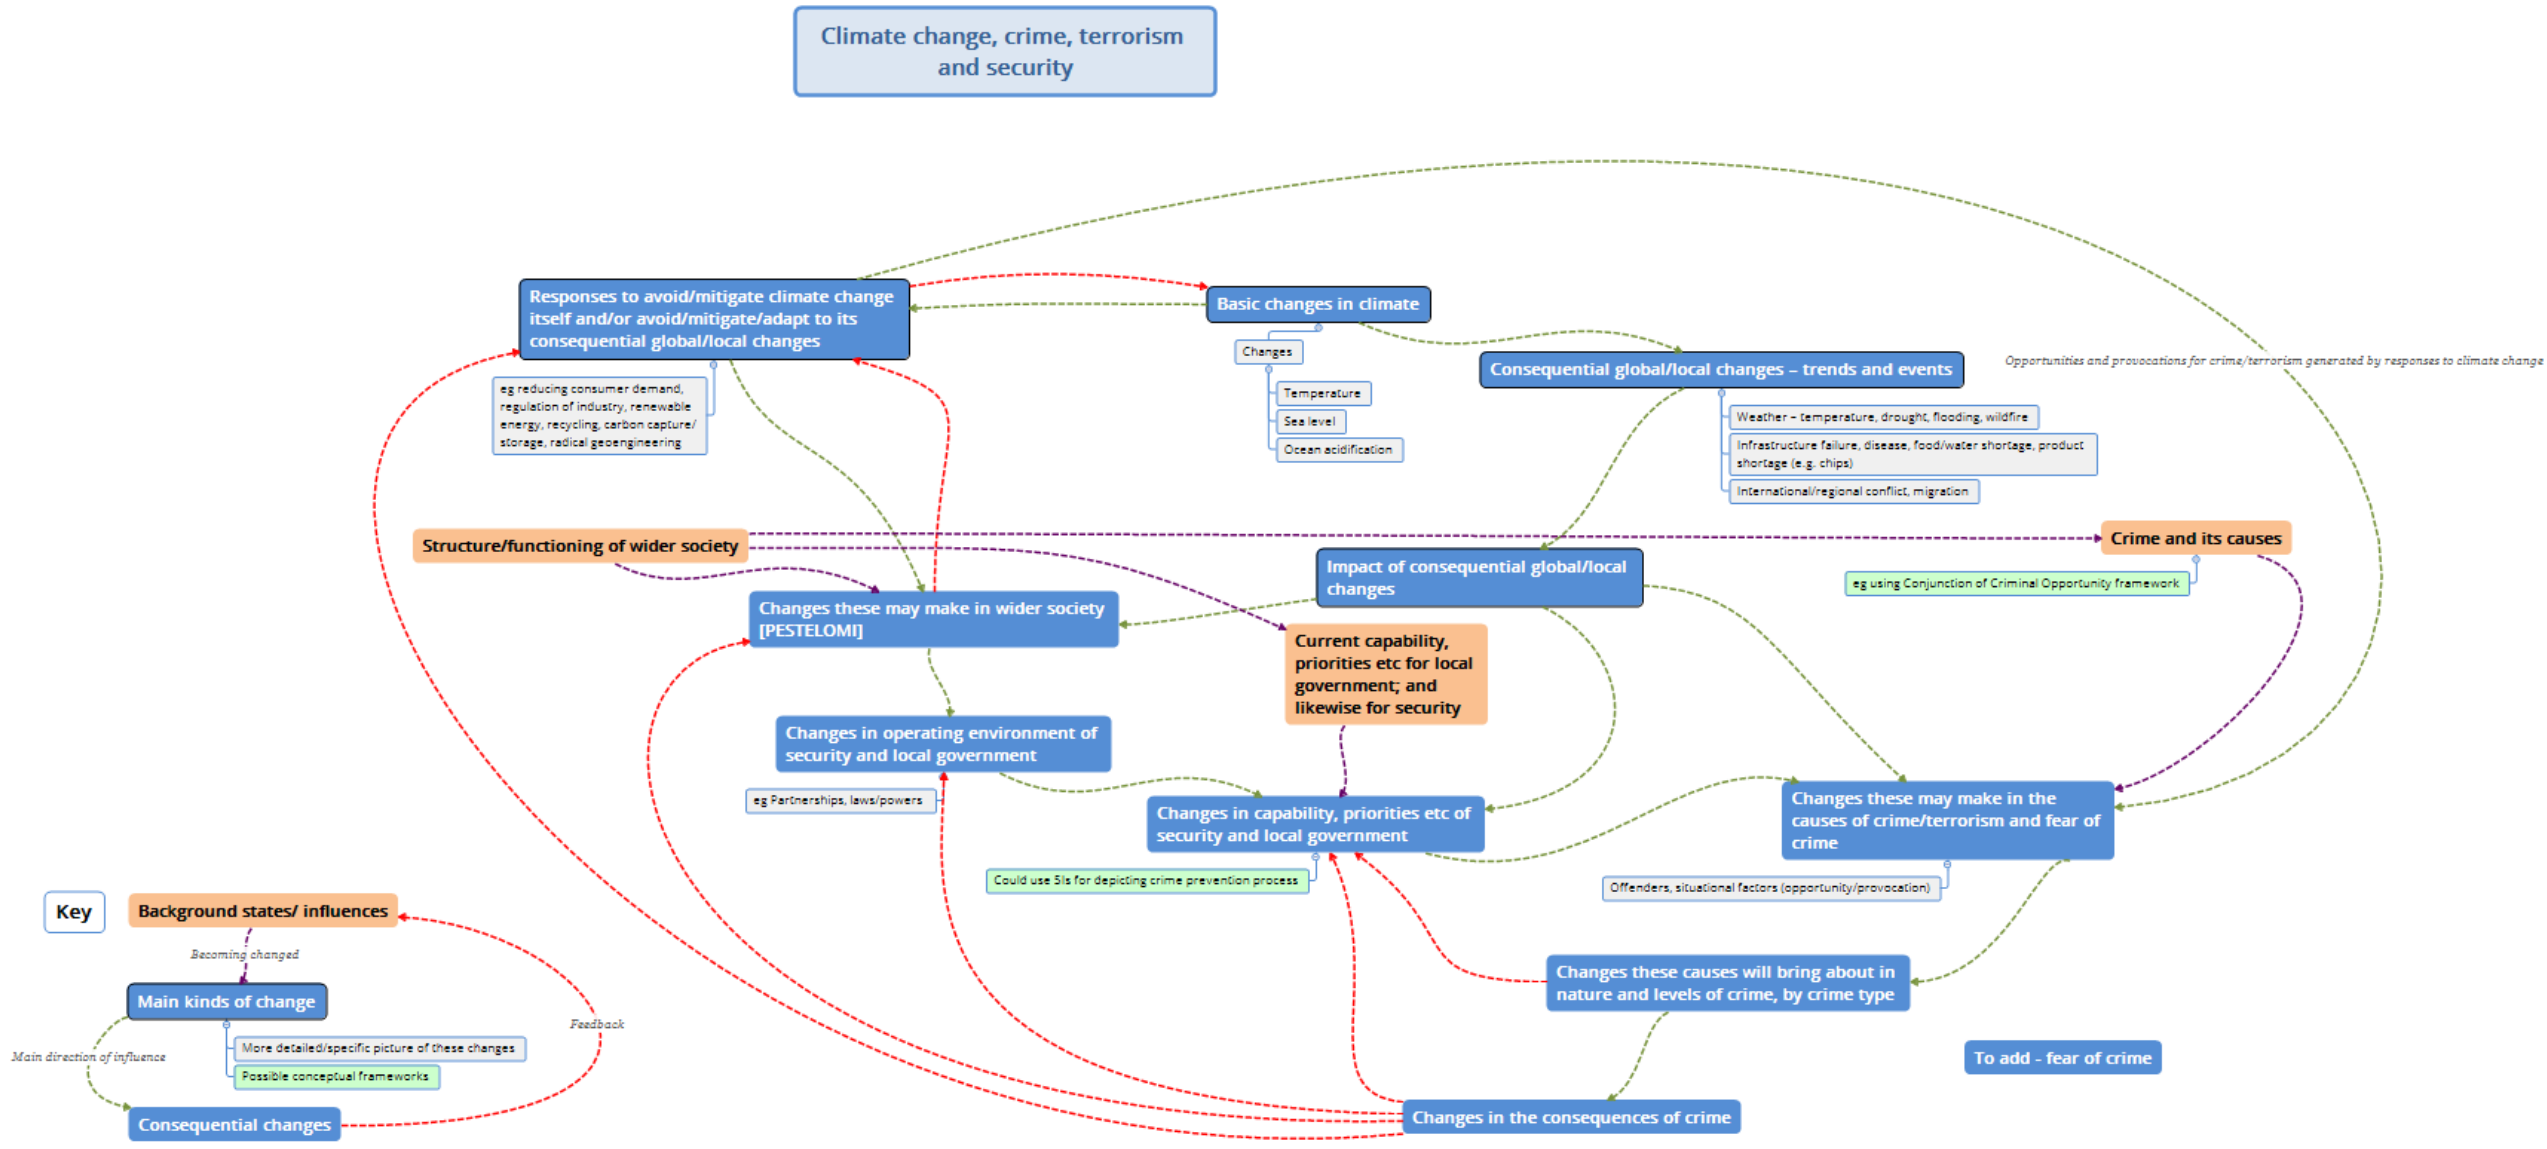 Climate change, crime, terrorism
and security
Responses to avoid/mitigate climate change
itself and/or avoid/mitigate/adapt to its
consequential global/local changes
eg reducing consumer demand,
regulation of industry, renewable
energy, recycling, carbon capture/
storage, radical geoengineering
Basic changes in climate
Changes
Temperature
Sea level
Ocean acidification
Consequential global/local changes – trends and events
Weather – temperature, drought, flooding, wildfire
Infrastructure failure, disease, food/water shortage, product
shortage (e.g. chips)
International/regional conflict, migration
Opportunities and provocations for crime/terrorism generated by responses to climate change
Structure/functioning of wider society
Crime and its causes
eg using Conjunction of Criminal Opportunity framework
Impact of consequential global/local
changes
Changes these may make in wider society
[PESTELOMI]
Current capability,
priorities etc for local
government; and
likewise for security
Changes in operating environment of
security and local government
eg Partnerships, laws/powers
Changes in capability, priorities etc of
security and local government
Could use 5Is for depicting crime prevention process
Changes these may make in the
causes of crime/terrorism and fear of
crime
Offenders, situational factors (opportunity/provocation)
Changes these causes will bring about in
nature and levels of crime, by crime type
To add - fear of crime
Changes in the consequences of crime
Key
Background states/ influences
Becoming changed
Main kinds of change
More detailed/specific picture of these changes
Possible conceptual frameworks
Main direction of influence
Feedback
Consequential changes